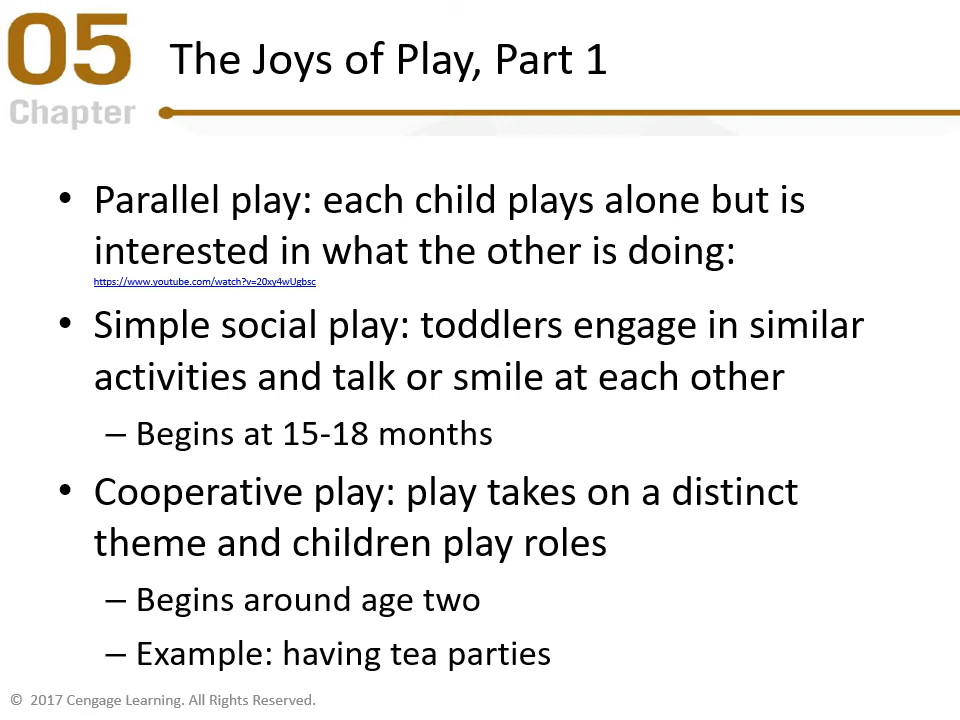 05
Chapter
The Joys of Play, Part 1
• Parallel play: each child plays alone but is
interested in what the other is doing:
https://www.youtube.com/watch?v=20xy4wUgbsc
• Simple social play: toddlers engage in similar
activities and talk or smile at each other
– Begins at 15-18 months
• Cooperative play: play takes on a distinct
theme and children play roles
– Begins around age two
– Example: having tea parties
© 2017 Cengage Learning. All Rights Reserved.